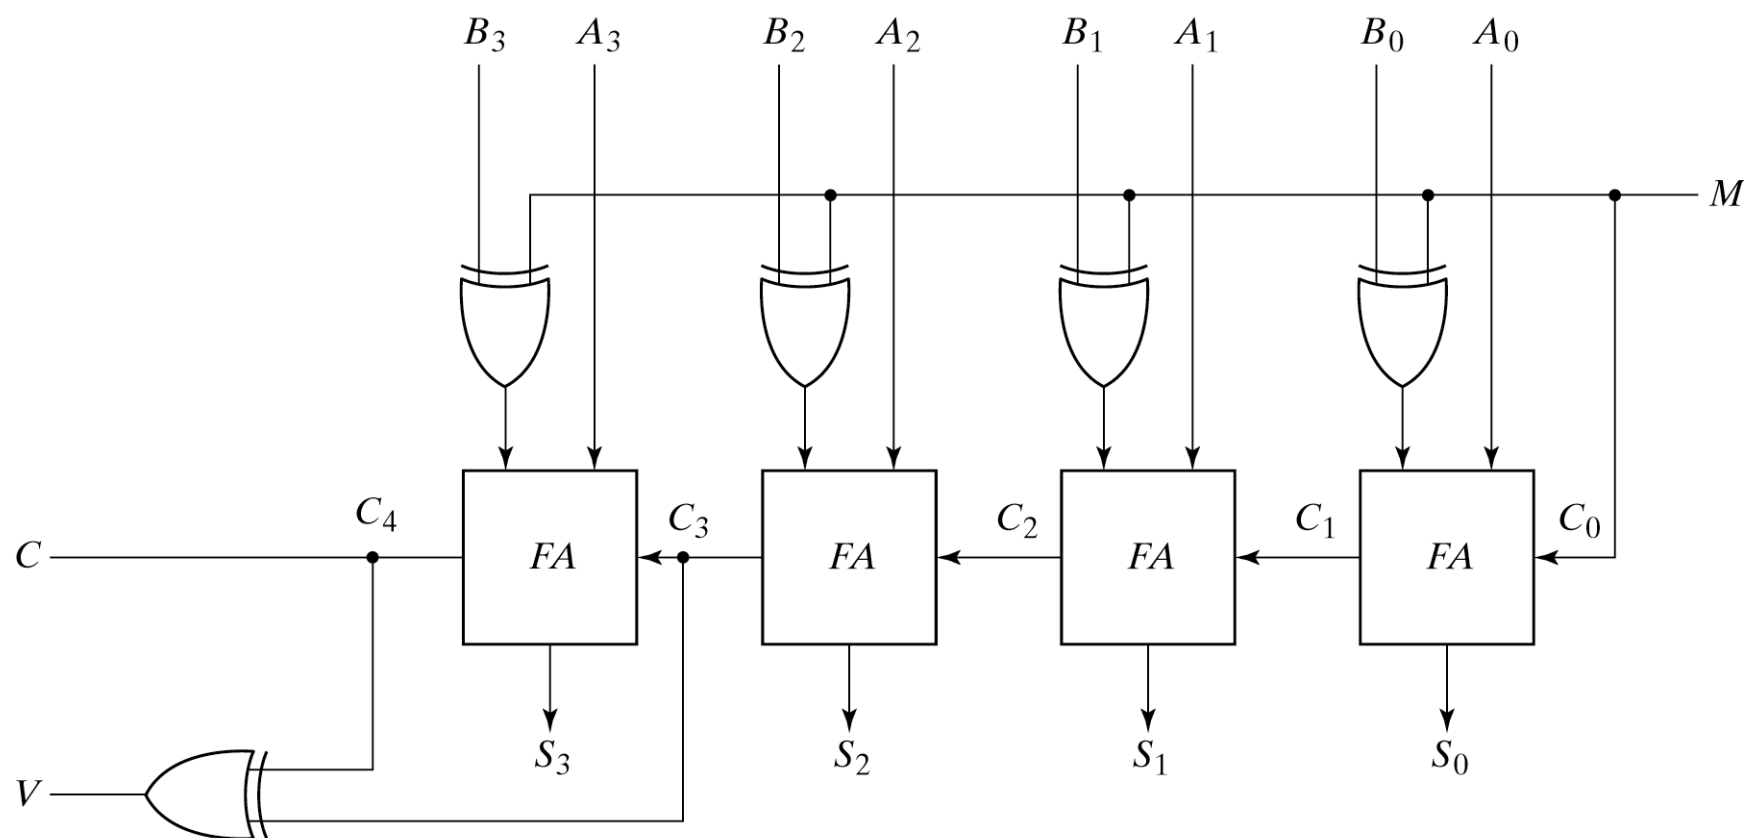 B₃ A₃ B₂ A₂ B₁ A₁ B₀ A₀
M
C₄ C₃ C₂ C₁ C₀
C FA FA FA FA
S₃ S₂ S₁ S₀
V